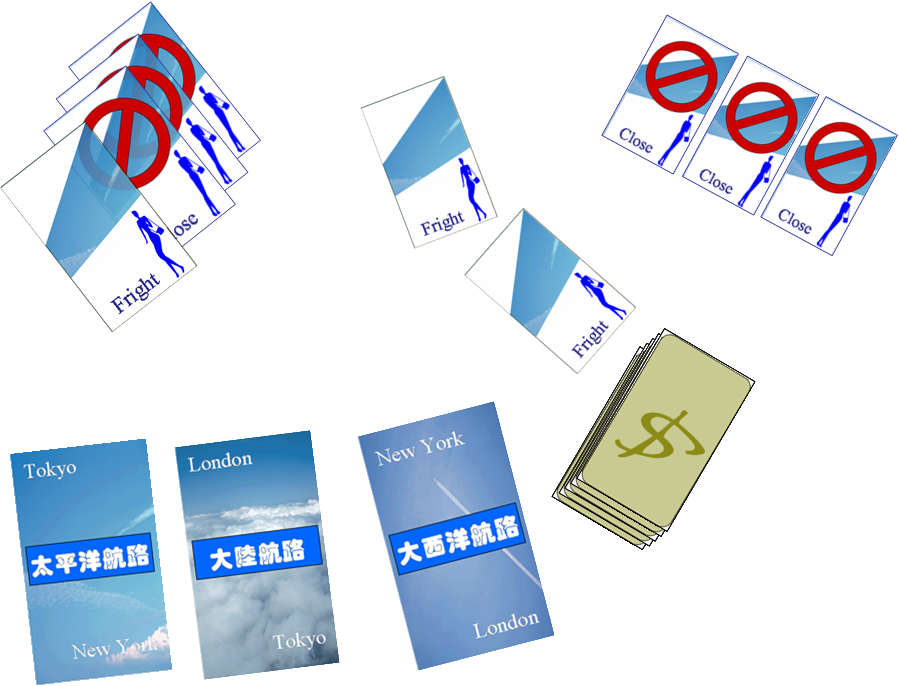 Fright
ose
Fright
Fright
Close
Close
Close
$
Tokyo
太平洋航路
New York
London
大陸航路
Tokyo
New York
大西洋航路
London